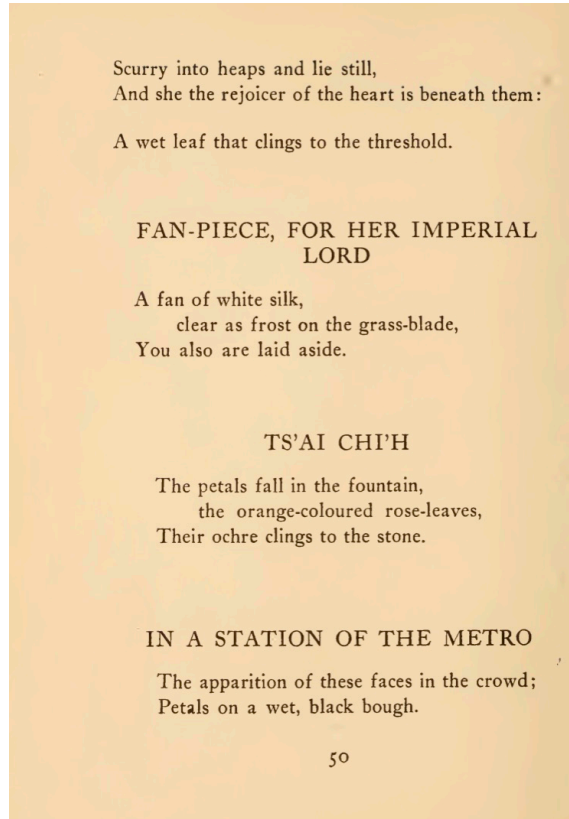 Scurry into heaps and lie still,
And she the rejoicer of the heart is beneath them:
A wet leaf that clings to the threshold.
FAN-PIECE, FOR HER IMPERIAL
LORD
A fan of white silk,
clear as frost on the grass-blade,
You also are laid aside.
TS'AI CHI'H
The petals fall in the fountain,
the orange-coloured rose-leaves,
Their ochre clings to the stone.
IN A STATION OF THE METRO
The apparition of these faces in the crowd;
Petals on a wet, black bough.
50